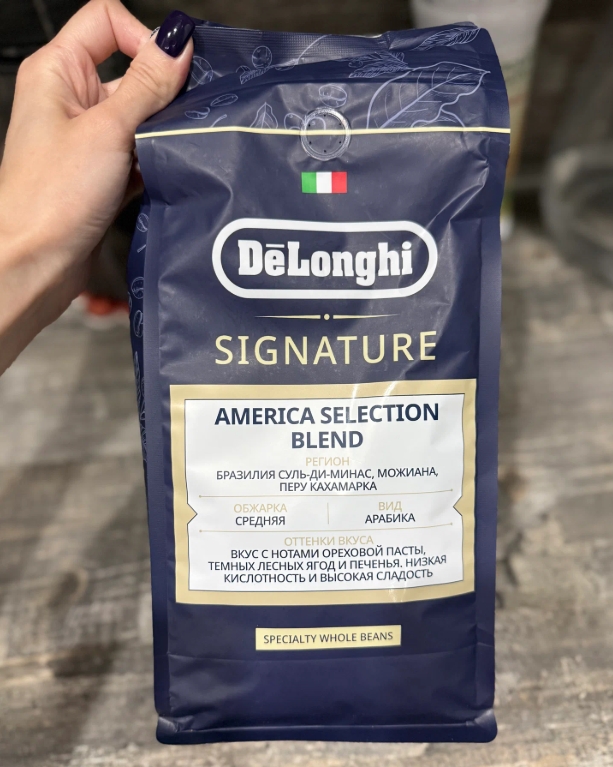 DeLonghi
SIGNATURE
AMERICA SELECTION
BLEND
РЕГИОН
БРАЗИЛИЯ СУЛЬ-ДИ-МИНАС, МОЖИАНА,
ПЕРУ КАХАМАРКА
ОБЖАРКА ВИД
СРЕДНЯЯ АРАБИКА
ОТТЕНКИ ВКУСА
ВКУС С НОТАМИ ОРЕХОВОЙ ПАСТЫ,
ТЕМНЫХ ЛЕСНЫХ ЯГОД И ПЕЧЕНЬЯ. НИЗКАЯ
КИСЛОТНОСТЬ И ВЫСОКАЯ СЛАДОСТЬ
SPECIALTY WHOLE BEANS